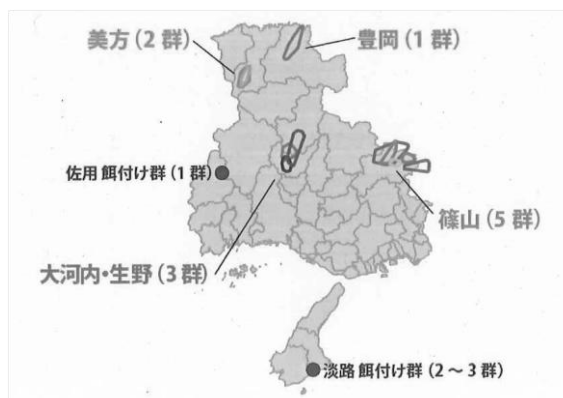 美方(2群)
豊岡(1群)
佐用 餌付け群(1群)
篠山(5群)
大河内・生野(3群)
淡路 餌付け群(2～3群)